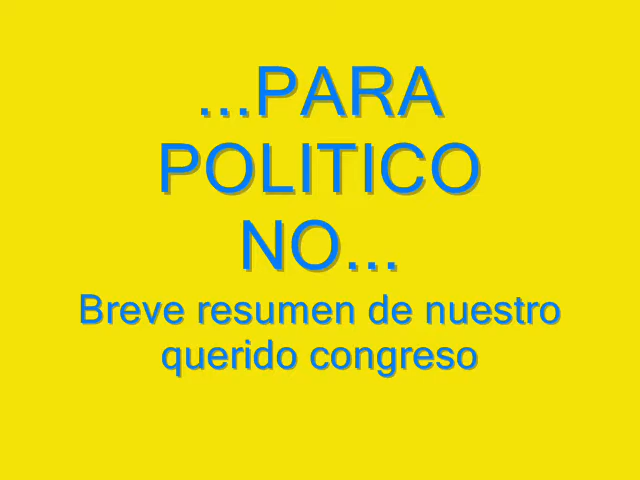 ...PARA
POLITICO
NO...
Breve resumen de nuestro
querido congreso